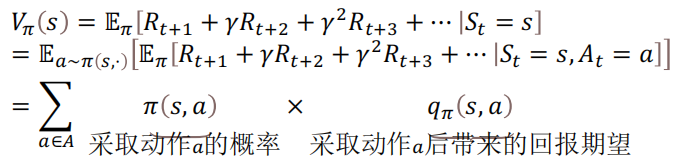 V_π(s) = 𝔼_π[R_{t+1} + γR_{t+2} + γ²R_{t+3} + ⋯ |S_t = s]
= 𝔼_{a~π(s,·)}[𝔼_π[R_{t+1} + γR_{t+2} + γ²R_{t+3} + ⋯ |S_t = s, A_t = a]]
= ∑_{a∈A} π(s, a) × q_π(s, a)
采取动作a的概率 采取动作a后带来的回报期望